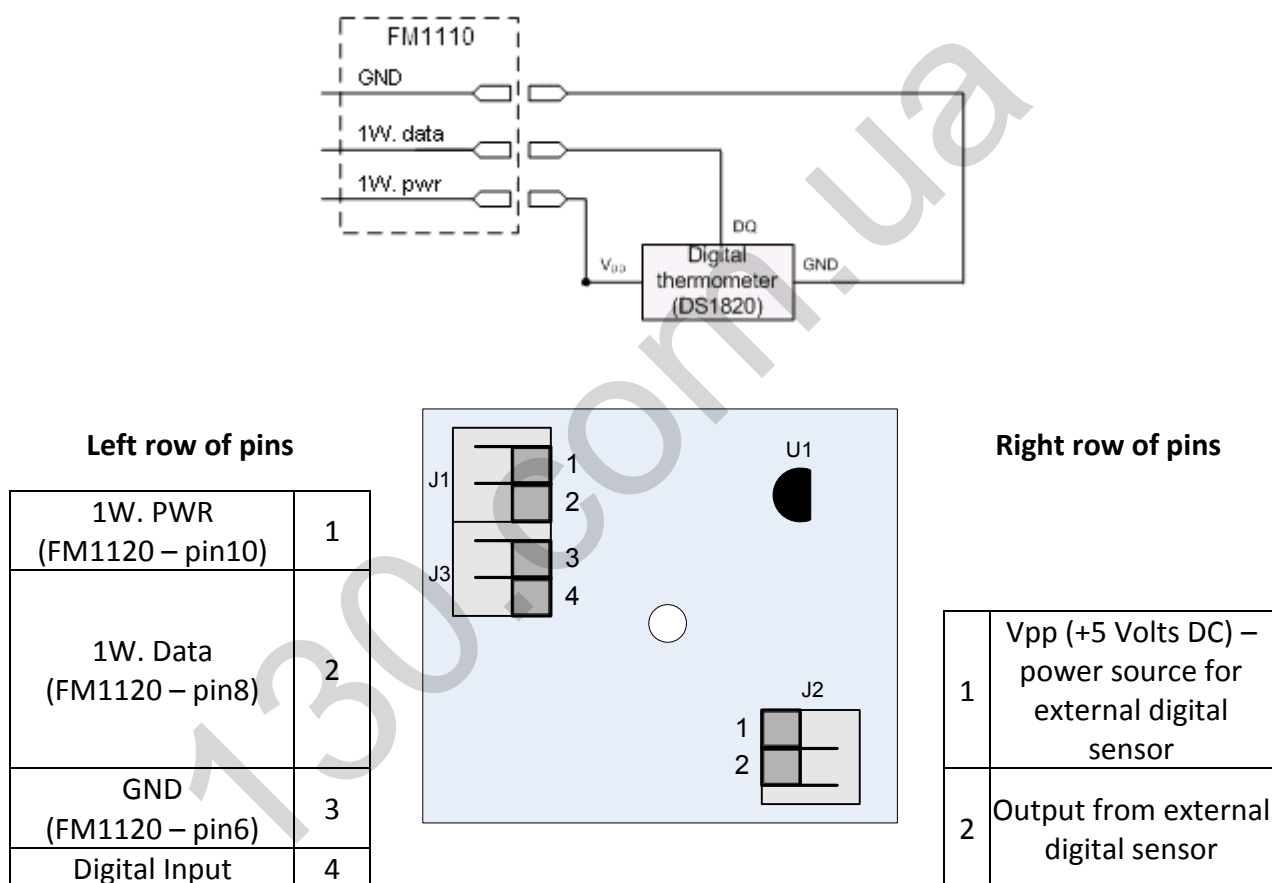 FM1110
GND
1W. data
1W. pwr
DQ
VDD
Digital
thermometer
(DS1820)
GND
Left row of pins
1W. PWR
(FM1120 – pin10)
1
1W. Data
(FM1120 – pin8)
2
GND
(FM1120 – pin6)
3
Digital Input
4
J1
1
2
J3
3
4
U1
J2
1
2
Right row of pins
1
Vpp (+5 Volts DC) –
power source for
external digital
sensor
2
Output from external
digital sensor
130.com.ua